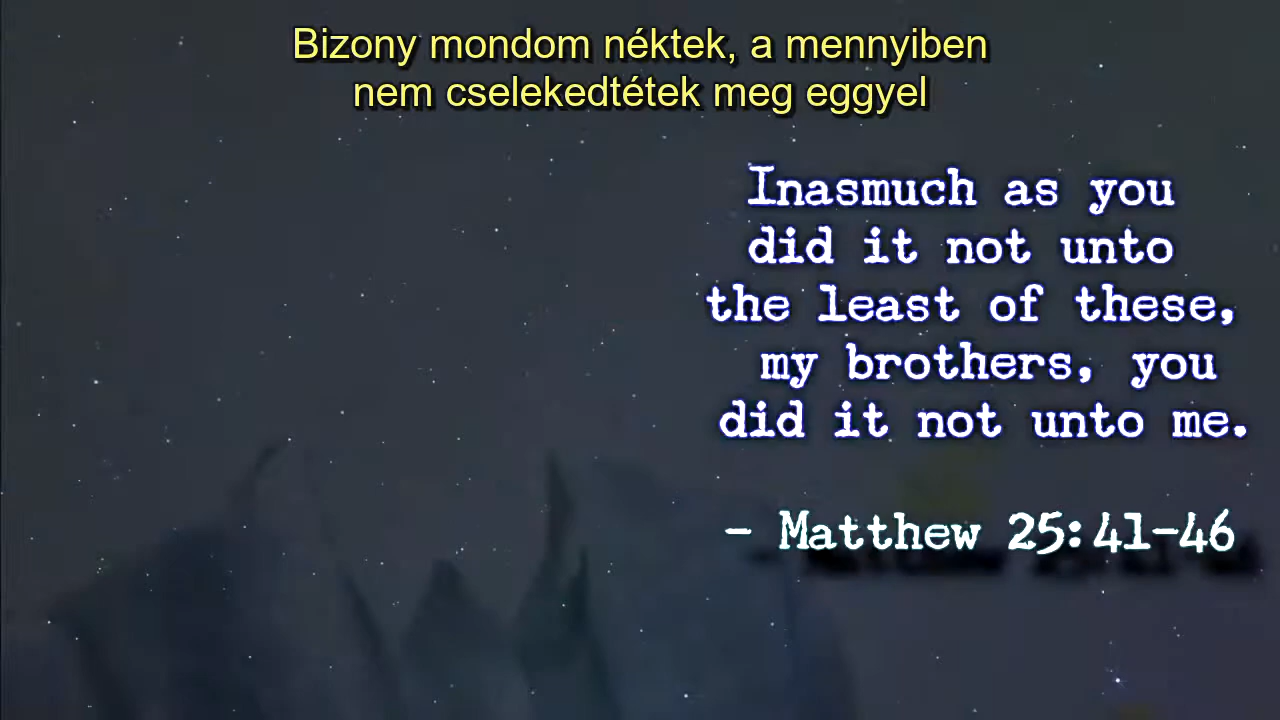 Bizony mondom néktek, a mennyiben
nem cselekedtétek meg eggyel
Inasmuch as you
did it not unto
the least of these,
my brothers, you
did it not unto me.
- Matthew 25:41-46